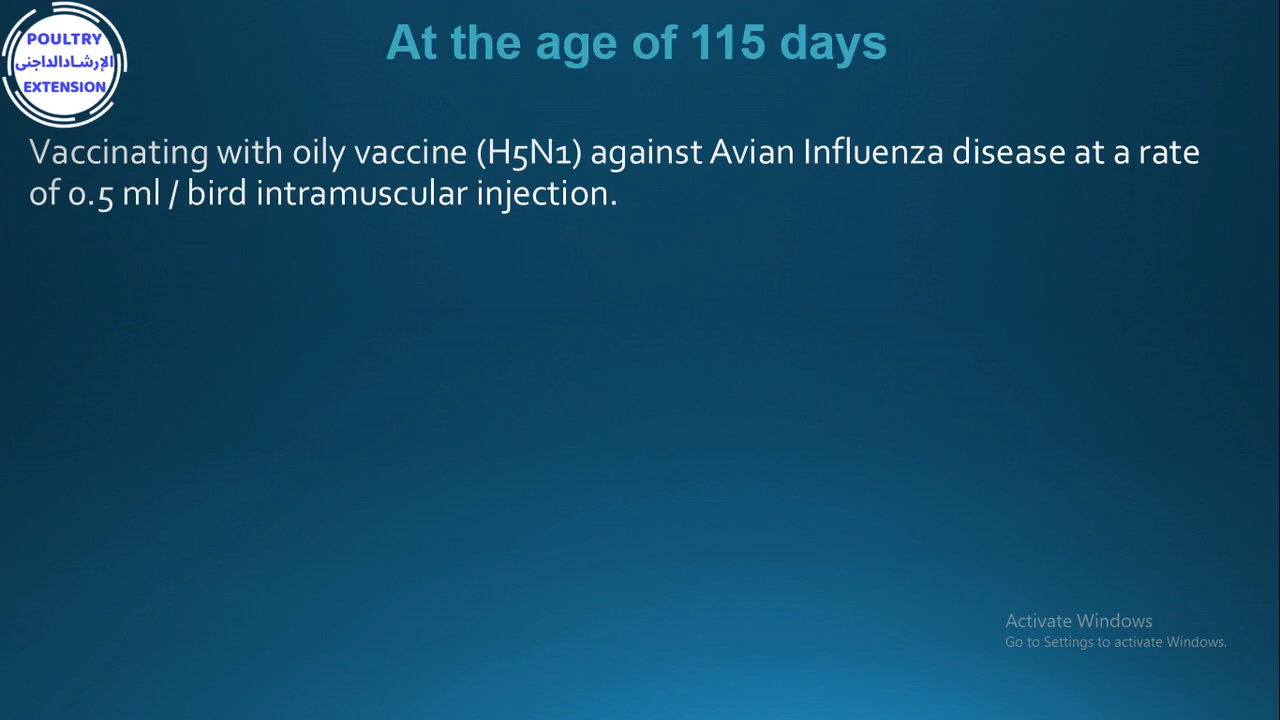 POULTRY
الإرشادالداجنى
EXTENSION
At the age of 115 days
Vaccinating with oily vaccine (H5N1) against Avian Influenza disease at a rate
of 0.5 ml / bird intramuscular injection.
Activate Windows
Go to Settings to activate Windows.